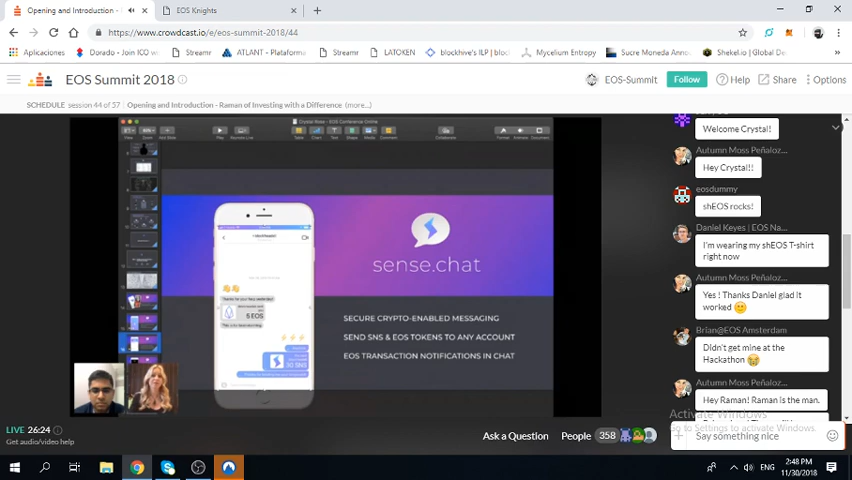 Opening and Introduction -
EOS Knights
https://www.crowdcast.io/e/eos-summit-2018/44
Aplicaciones
Dorado - Join ICO w
Streamr
ATLANT - Plataforma
Streamr
LATOKEN
blockhive's ILP | bloc
Mycelium Entropy
Sucre Moneda Ano
Shekel.io | Global De
EOS Summit 2018
EOS-Summit
Follow
Help
Share
Options
SCHEDULE session 44 of 57 Opening and Introduction - Raman of Investing with a Difference (more...)
sense.chat
SECURE CRYPTO-ENABLED MESSAGING
SEND SNS & EOS TOKENS TO ANY ACCOUNT
EOS TRANSACTION NOTIFICATIONS IN CHAT
5 EOS
30 SNS
Welcome Crystal!
Autumn Moss Peñaloz...
Hey Crystal!!
eosdummy
shEOS rocks!
Daniel Keyes | EOS Na...
I'm wearing my shEOS T-shirt
right now
Autumn Moss Peñaloz...
Yes ! Thanks Daniel glad it
worked
Brian@EOS Amsterdam
Didn't get mine at the
Hackathon
Autumn Moss Peñaloz...
Hey Raman! Raman is the man.
Activate Windows
Go to Settings to activate Windows.
Say something nice
LIVE 26:24
Get audio/video help
Ask a Question
People 358
ENG
2:48 PM
11/30/2018